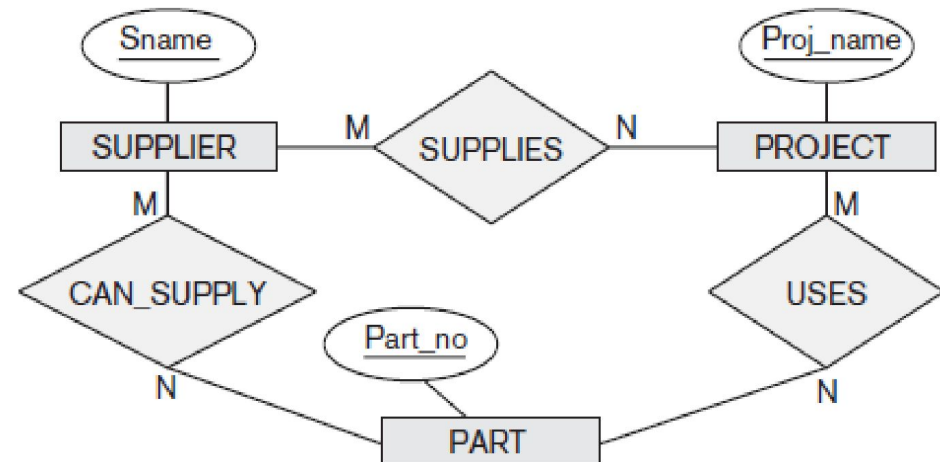 Sname
Proj_name
SUPPLIER
M
SUPPLIES
N
PROJECT
M
M
CAN_SUPPLY
USES
Part_no
N
N
PART